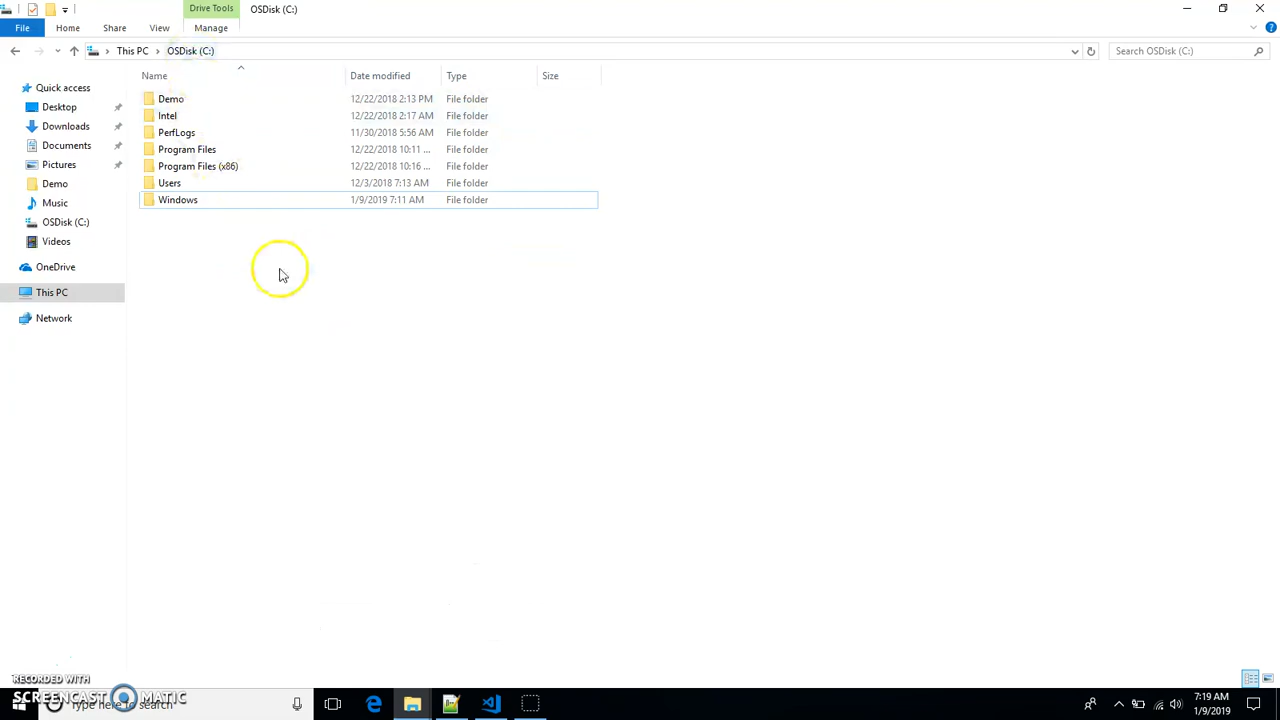 Drive Tools
OSDisk (C:)
File
Home
Share
View
Manage
This PC
OSDisk (C:)
Search OSDisk (C:)
Name
Date modified
Type
Size
Quick access
Desktop
Downloads
Documents
Pictures
Demo
Music
OSDisk (C:)
Videos
OneDrive
This PC
Network
Demo 12/22/2018 2:13 PM File folder
Intel 12/22/2018 2:17 AM File folder
PerfLogs 11/30/2018 5:56 AM File folder
Program Files 12/22/2018 10:11 ... File folder
Program Files (x86) 12/22/2018 10:16 ... File folder
Users 12/3/2018 7:13 AM File folder
Windows 1/9/2019 7:11 AM File folder
RECORDED WITH
SCREENCAST MATIC
Type here to search
7:19 AM
1/9/2019